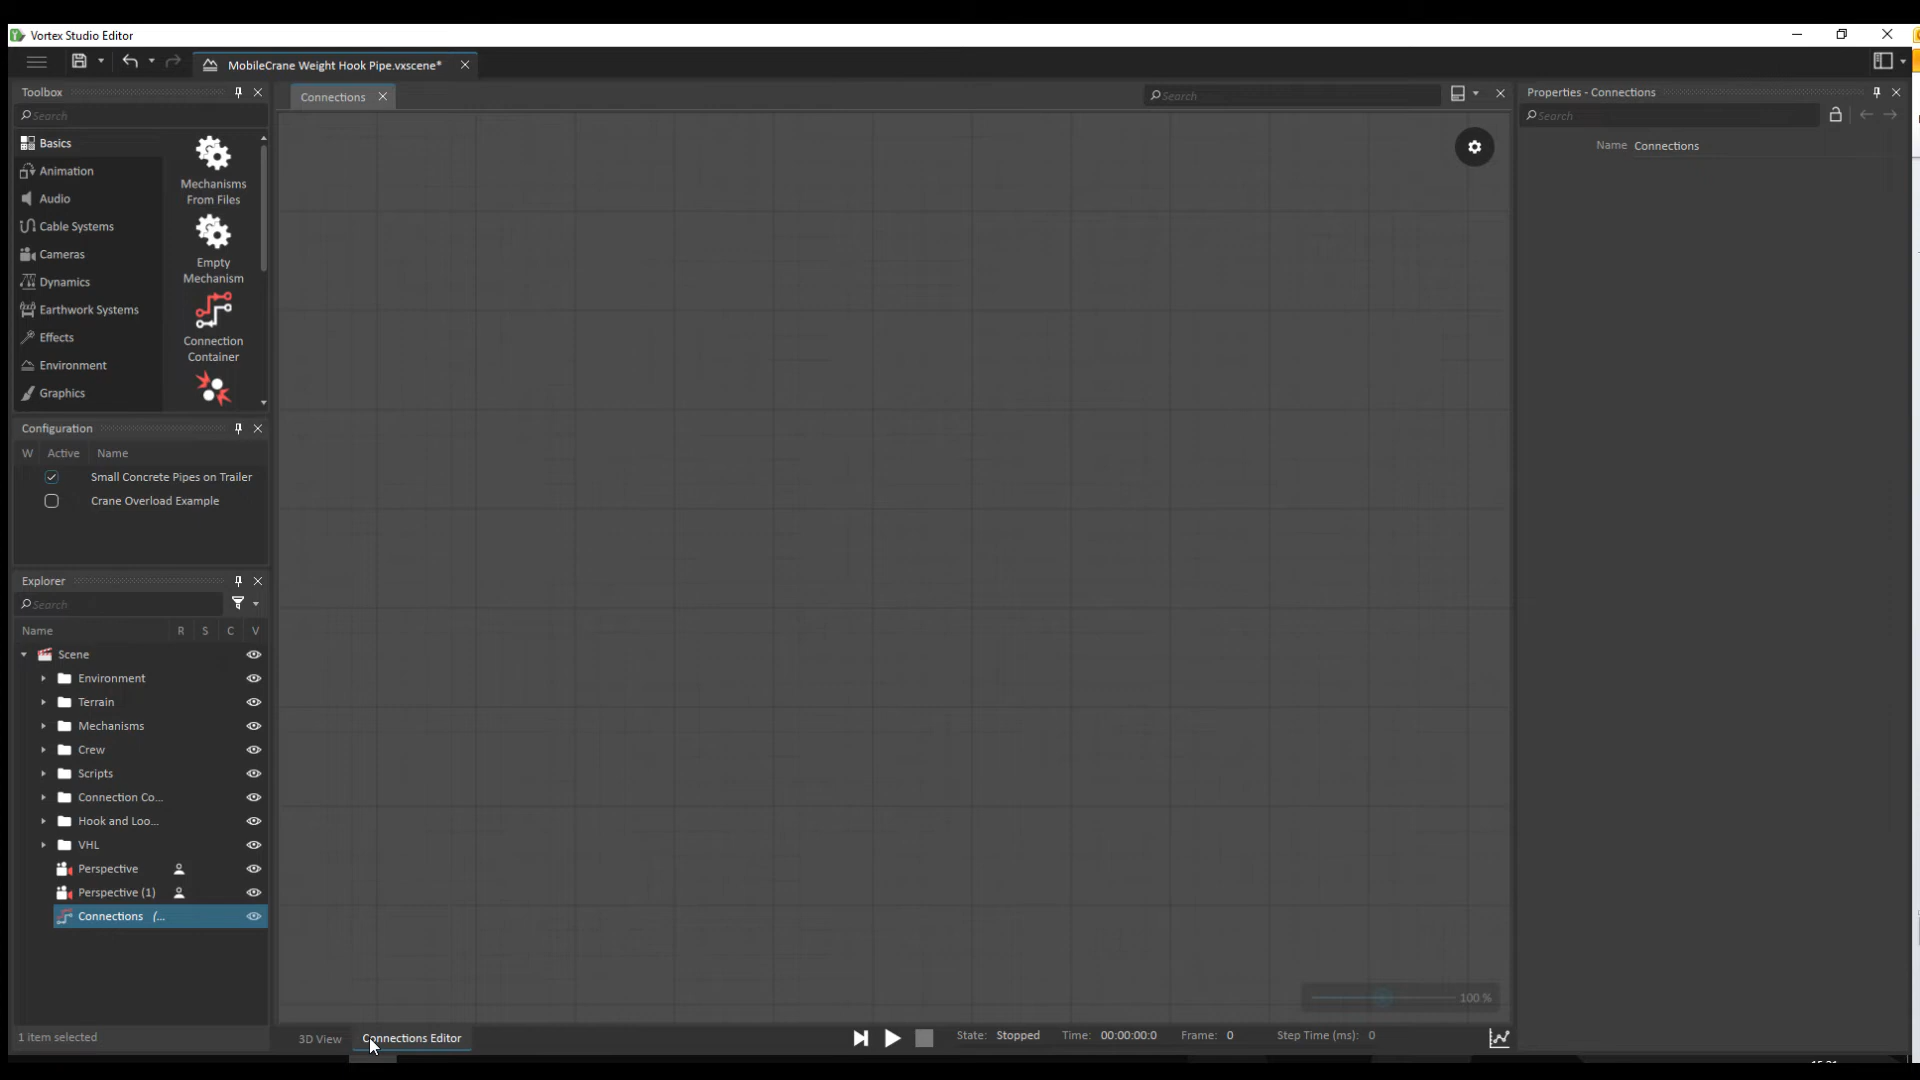 Vortex Studio Editor
MobileCrane Weight Hook Pipe.vxscene*
Toolbox
Search
Basics
Animation
Audio
Cable Systems
Cameras
Dynamics
Earthwork Systems
Effects
Environment
Graphics
Mechanisms
From Files
Empty
Mechanism
Connection
Container
Configuration
W Active Name
Small Concrete Pipes on Trailer
Crane Overload Example
Explorer
Search
Name R S C V
Scene
Environment
Terrain
Mechanisms
Crew
Scripts
Connection Co...
Hook and Loo...
VHL
Perspective
Perspective (1)
Connections (...
1 item selected
Connections
Search
100 %
3D View
Connections Editor
State: Stopped Time: 00:00:00:0 Frame: 0 Step Time (ms): 0
Properties - Connections
Search
Name Connections